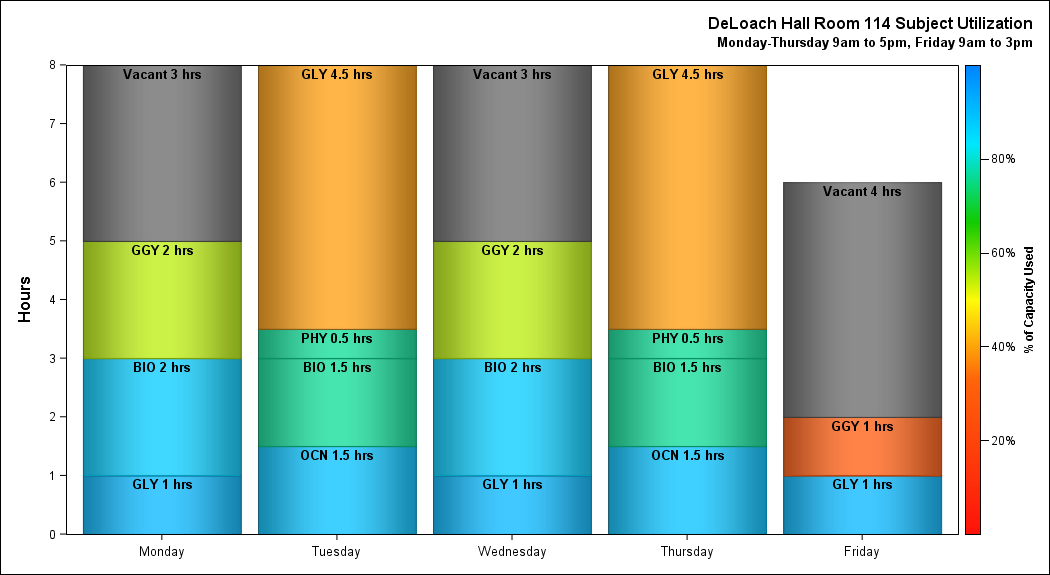 DeLoach Hall Room 114 Subject Utilization
Monday-Thursday 9am to 5pm, Friday 9am to 3pm
Hours
8
7
6
5
4
3
2
1
0
Vacant 3 hrs
GGY 2 hrs
BIO 2 hrs
GLY 1 hrs
GLY 4.5 hrs
PHY 0.5 hrs
BIO 1.5 hrs
OCN 1.5 hrs
Vacant 3 hrs
GGY 2 hrs
BIO 2 hrs
GLY 1 hrs
GLY 4.5 hrs
PHY 0.5 hrs
BIO 1.5 hrs
OCN 1.5 hrs
Vacant 4 hrs
GGY 1 hrs
GLY 1 hrs
Monday
Tuesday
Wednesday
Thursday
Friday
80%
60%
40%
20%
% of Capacity Used